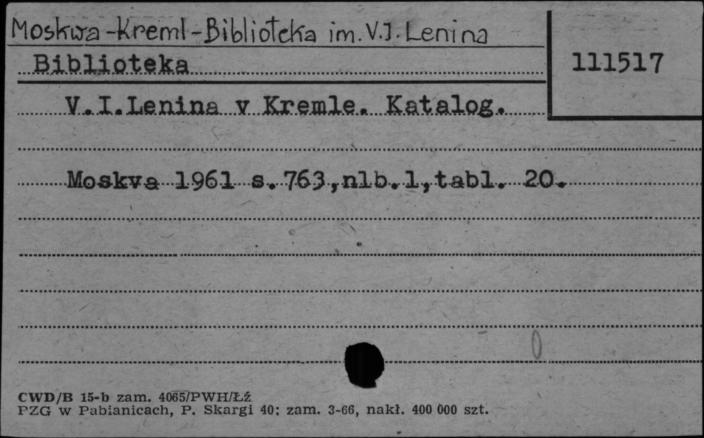 Moskwa-Kreml-Biblioteka im. V.I. Lenina
Biblioteka
111517
V.I.Lenina v Kremle. Katalog.
Moskva 1961 s. 763,nlb.1,tabl. 20.
CWD/B 15-b zam. 4065/PWH/Łź
PZG w Pabianicach, P. Skargi 40; zam. 3-66, nakł. 400 000 szt.